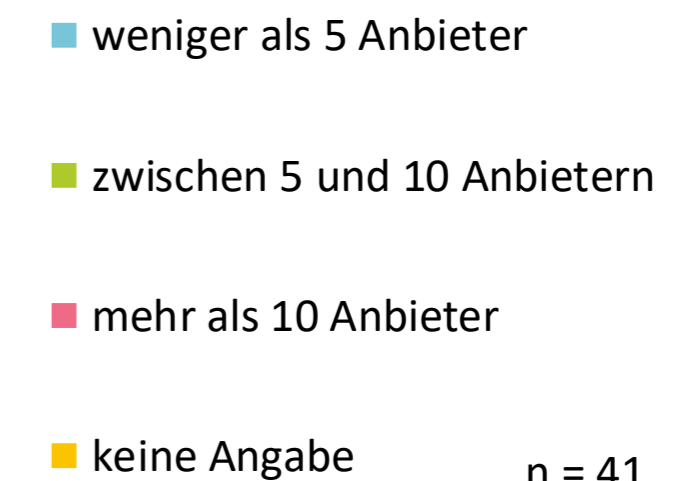 weniger als 5 Anbieter
zwischen 5 und 10 Anbietern
mehr als 10 Anbieter
keine Angabe
n = 41